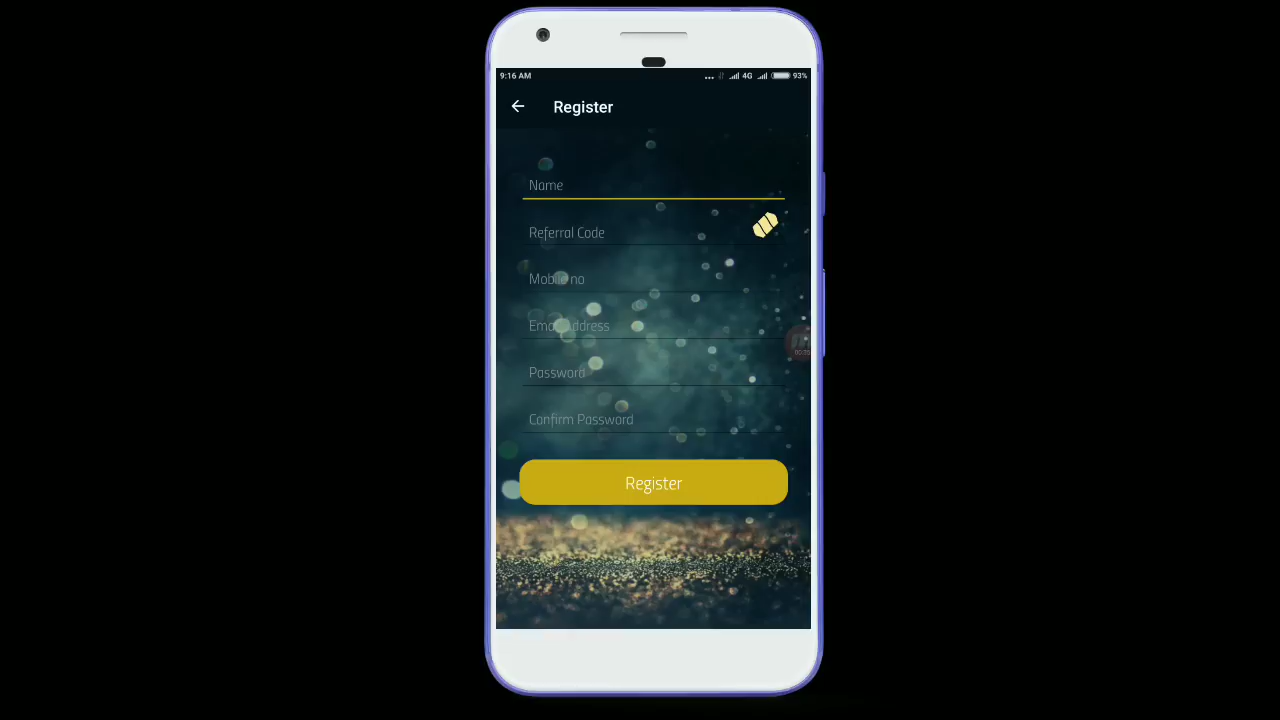 9:16 AM 4G 93%
Register
Name
Referral Code
Mobile no
Email address
Password
Confirm Password
Register